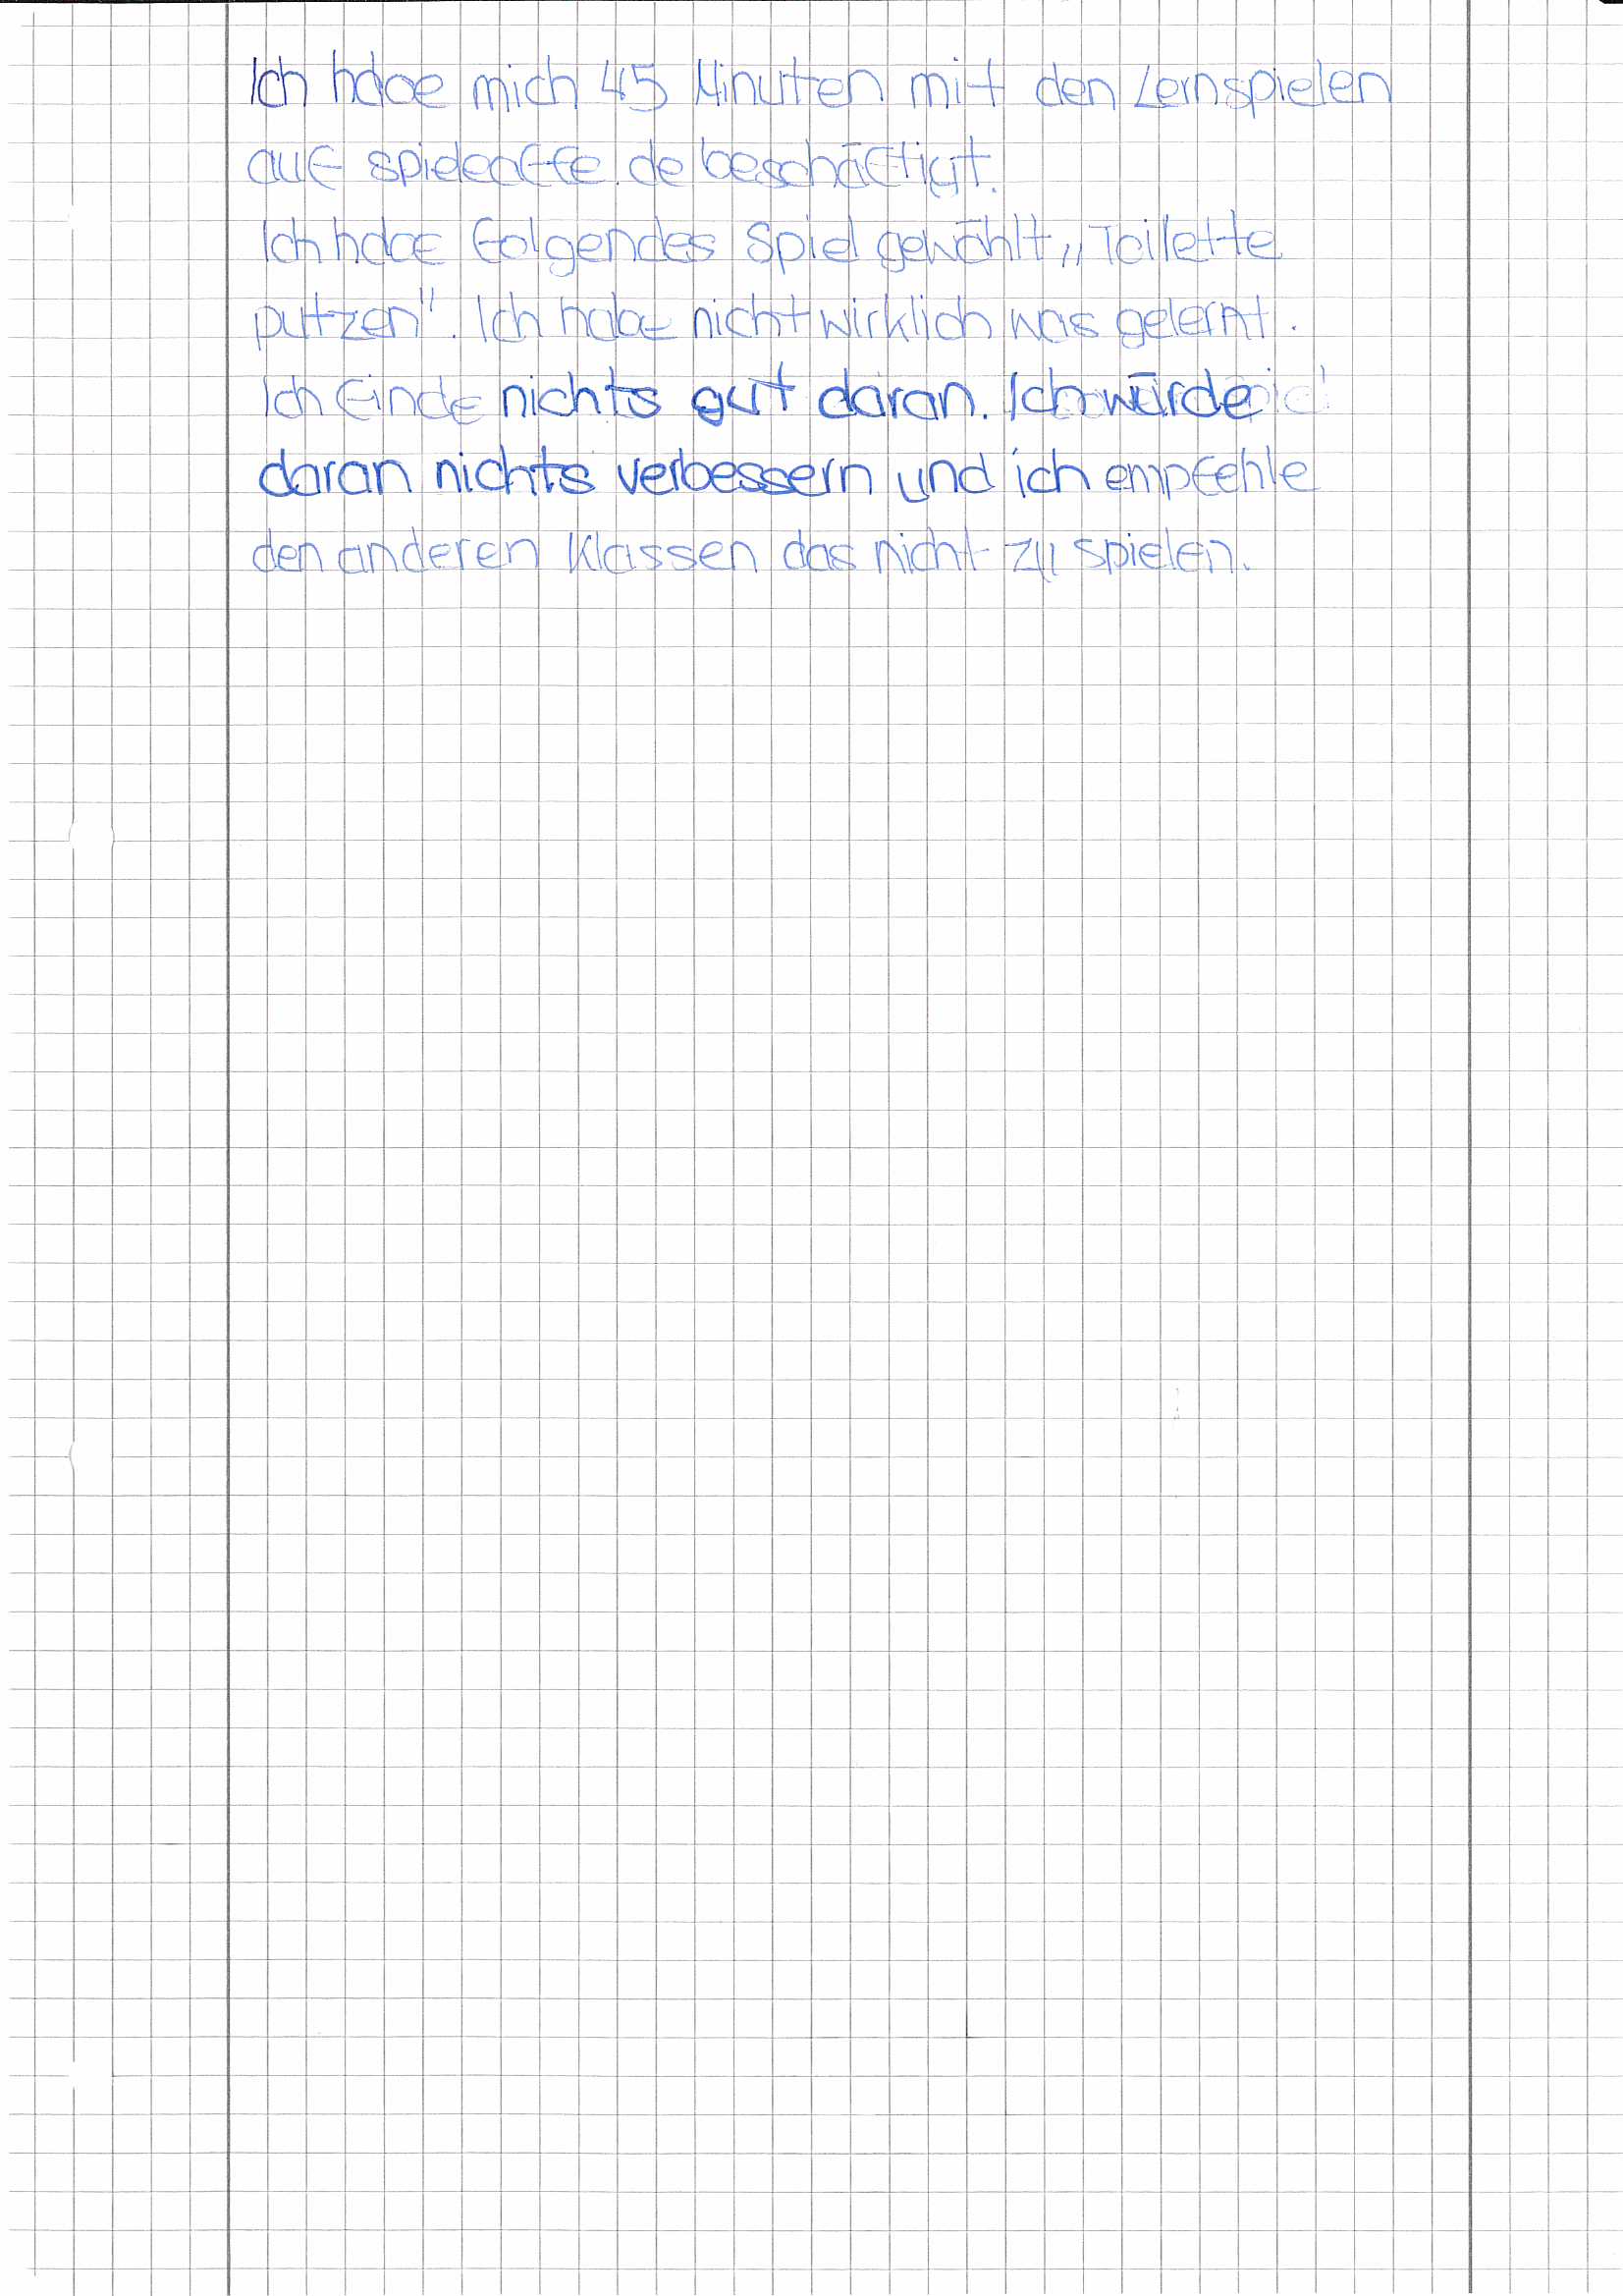 Ich habe mich 45 Minuten mit den Lernspielen
auf spieleaffe.de beschäftigt.
Ich habe folgendes Spiel gewählt „Toilette
putzen". Ich habe nicht wirklich was gelernt.
Ich finde nichts gut daran. Ich würde
daran nichts verbessern und ich empfehle
den anderen Klassen das nicht zu spielen.